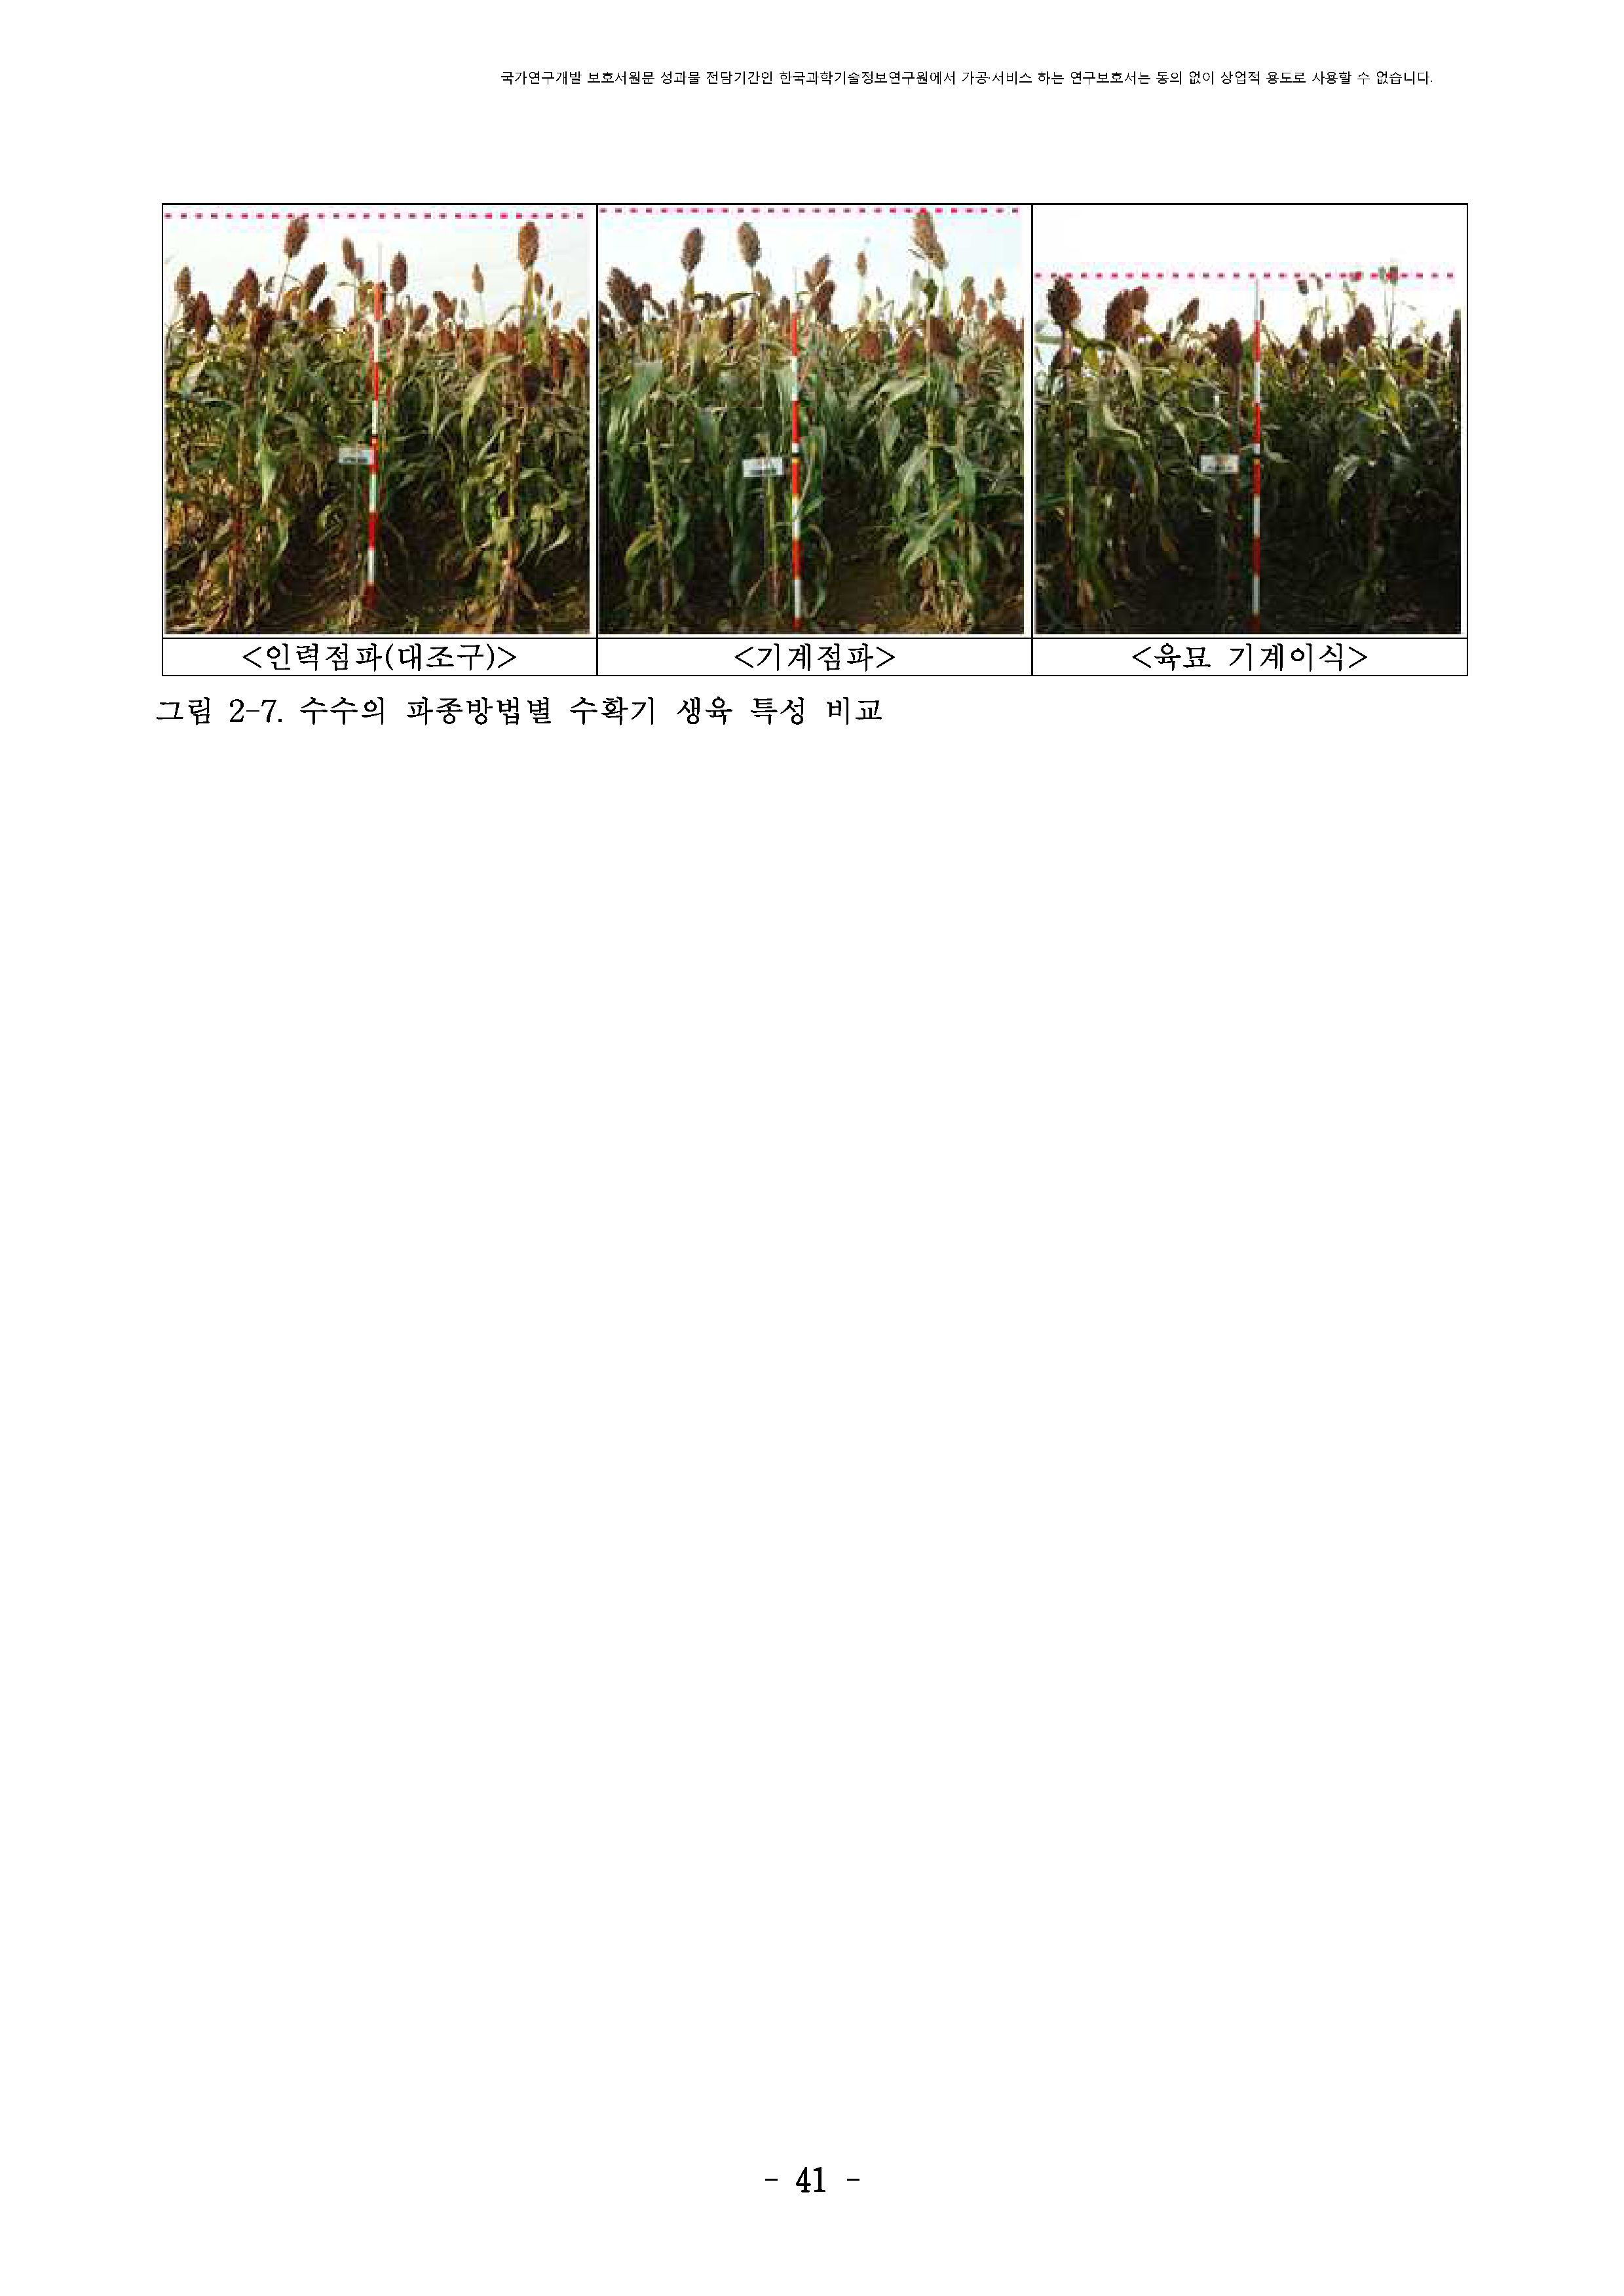 국가연구개발 보호서원문 성과물 전담기간인 한국과학기술정보연구원에서 가공·서비스 하는 연구보호서는 동의 없이 상업적 용도로 사용할 수 없습니다.
<인력점파(대조구)> <기계점파> <육묘 기계이식>
그림 2-7. 수수의 파종방법별 수확기 생육 특성 비교
- 41 -